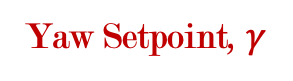 Yaw Setpoint, γ